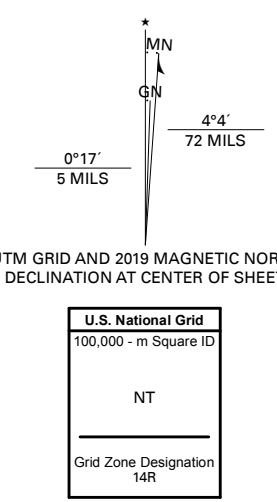 ★
MN
GN
4°4´
72 MILS
0°17´
5 MILS
UTM GRID AND 2019 MAGNETIC NOR
DECLINATION AT CENTER OF SHEET
U.S. National Grid
100,000 - m Square ID
NT
Grid Zone Designation
14R